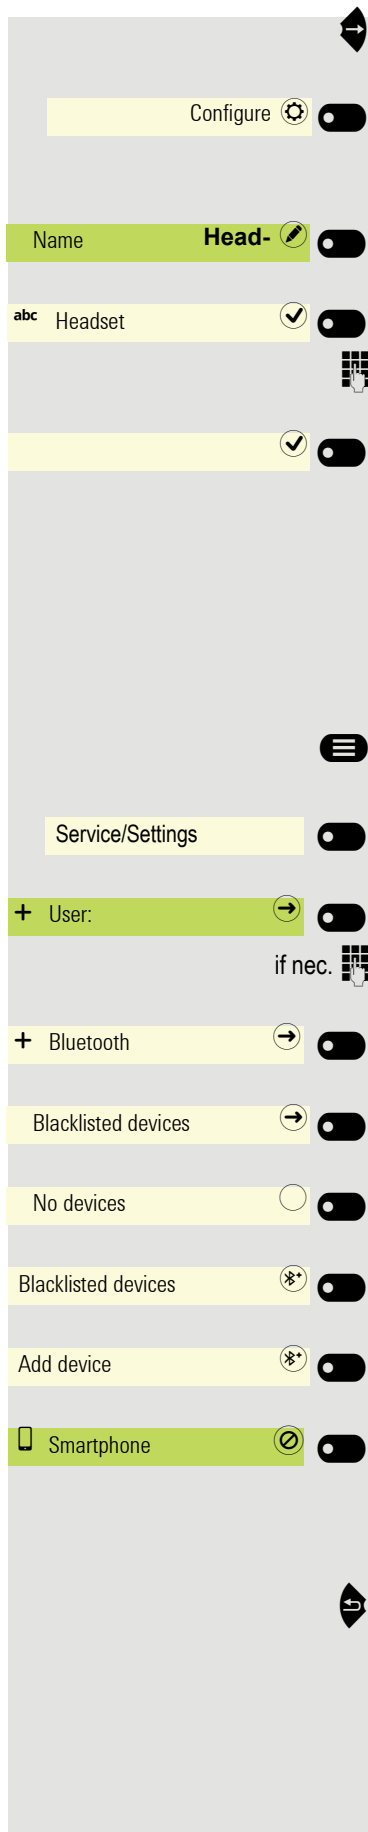 Configure
Name Head-
abc Headset
Service/Settings
+ User:
if nec.
+ Bluetooth
Blacklisted devices
No devices
Blacklisted devices
Add device
Smartphone